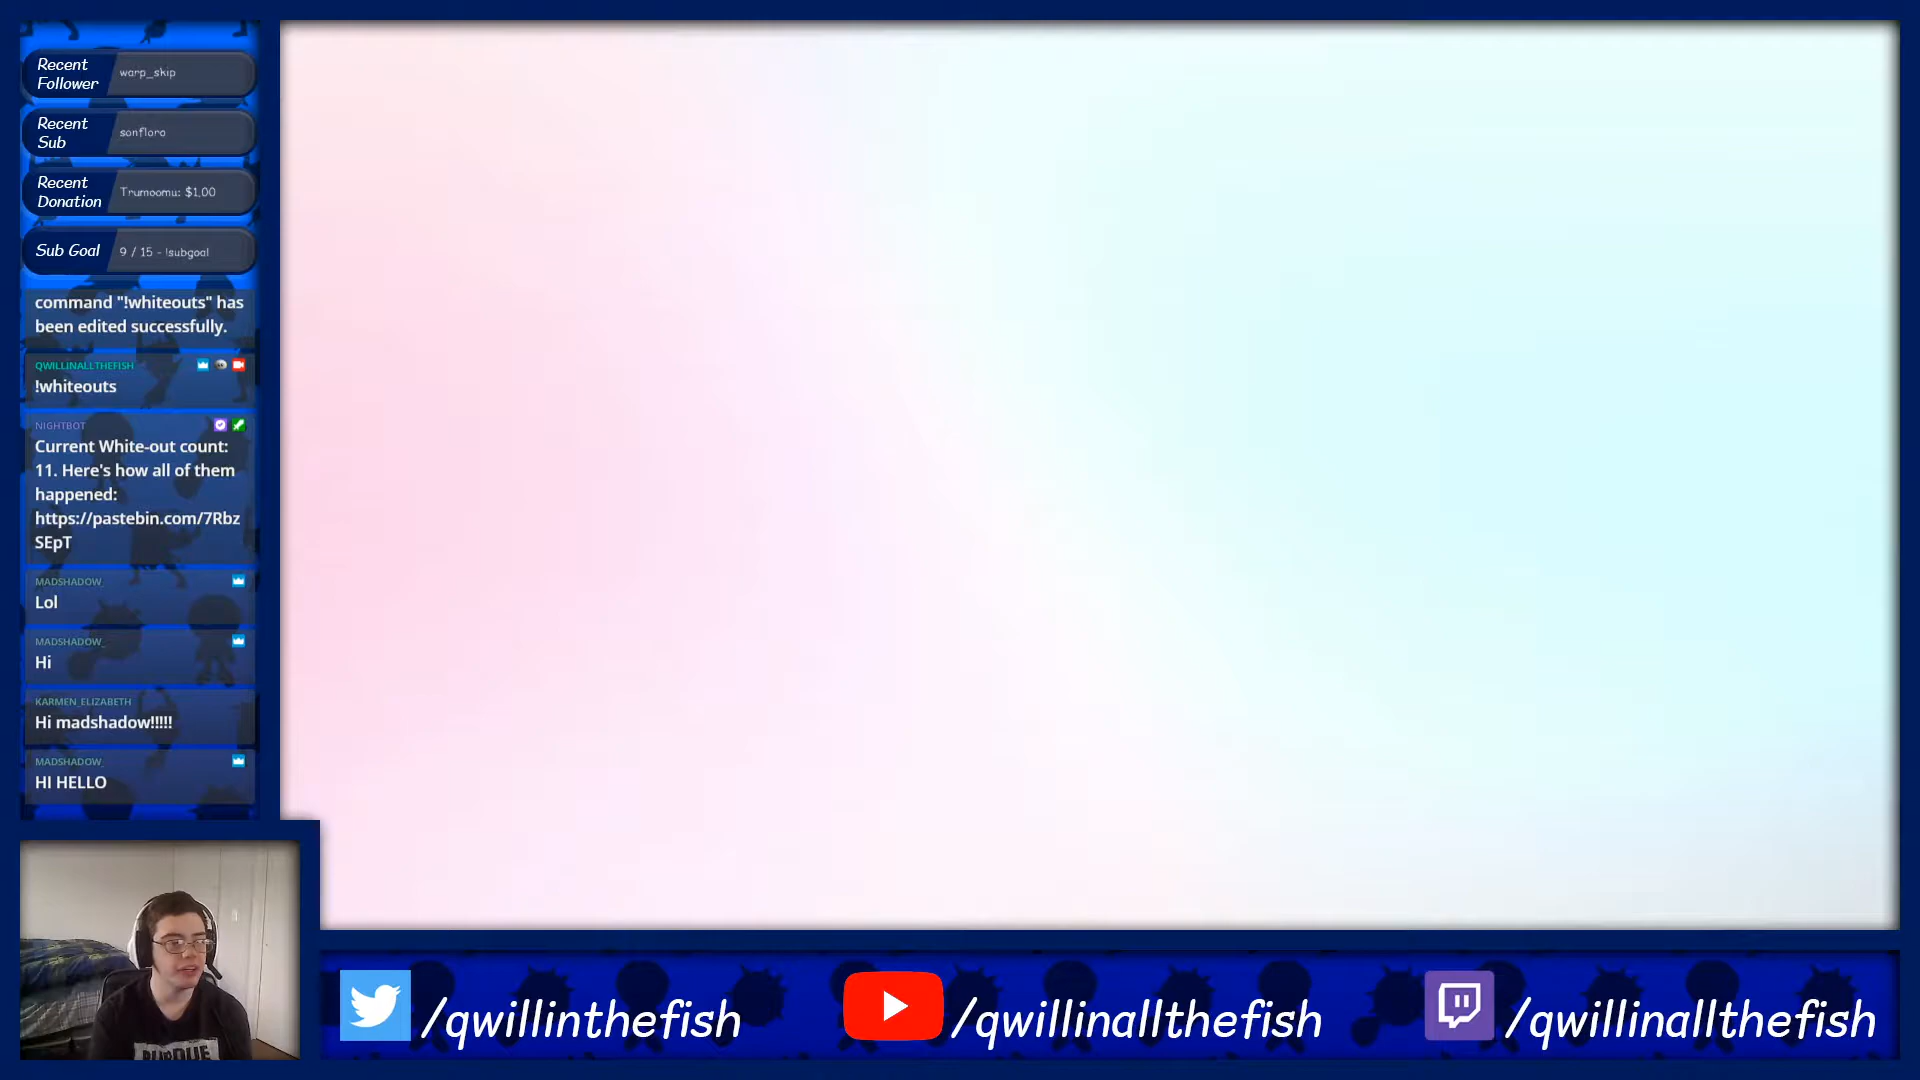 Recent
Follower
warp_skip
Recent
Sub
sonfloro
Recent
Donation
Trumoomu: $1.00
Sub Goal
9 / 15 - !subgoal
command "!whiteouts" has
been edited successfully.
QWILLINALLTHEFISH
!whiteouts
NIGHTBOT
Current White-out count:
11. Here's how all of them
happened:
https://pastebin.com/7Rbz
SEpT
MADSHADOW_
Lol
MADSHADOW_
Hi
KARMEN_ELIZABETH
Hi madshadow!!!!!
MADSHADOW_
HI HELLO
PURDUE
/qwillinthefish
/qwillinallthefish
/qwillinallthefish